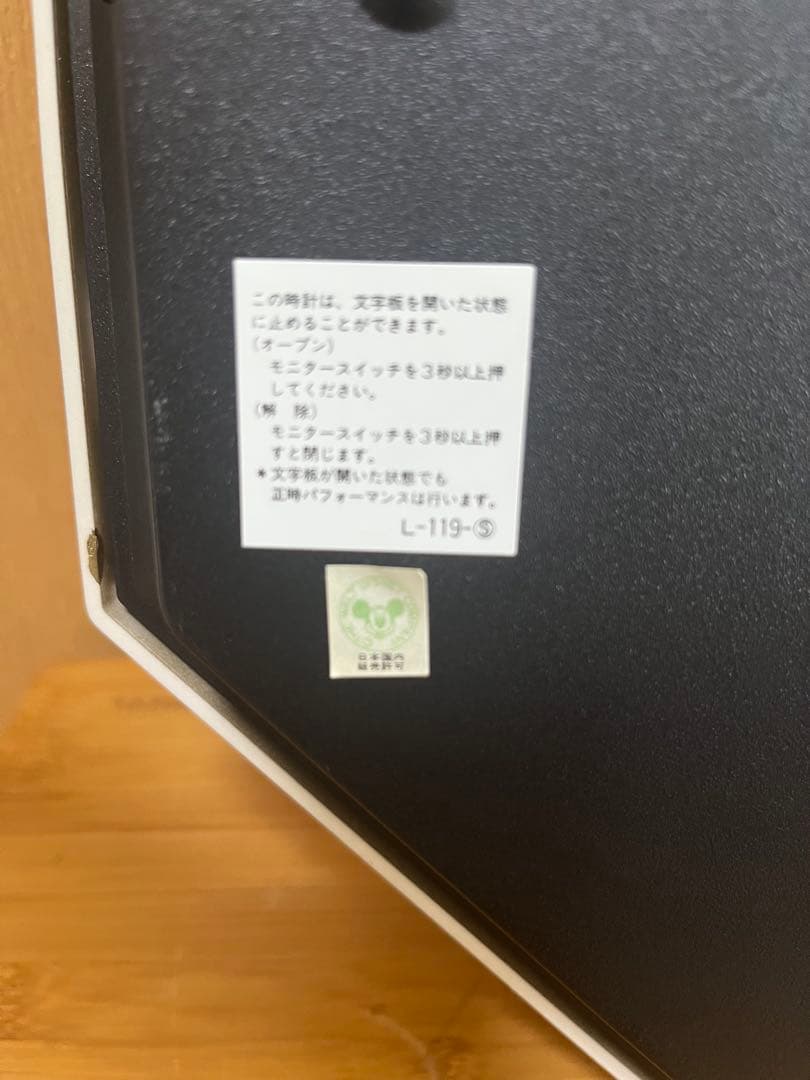 この時計は、文字板を開いた状態
に止めることができます。
(オープン)
モニタースイッチを3秒以上押
してください。
(解 除)
モニタースイッチを3秒以上押
すと閉じます。
*文字板が開いた状態でも
正時パフォーマンスは行います。
L-119-Ⓢ
日本国内
販売許可